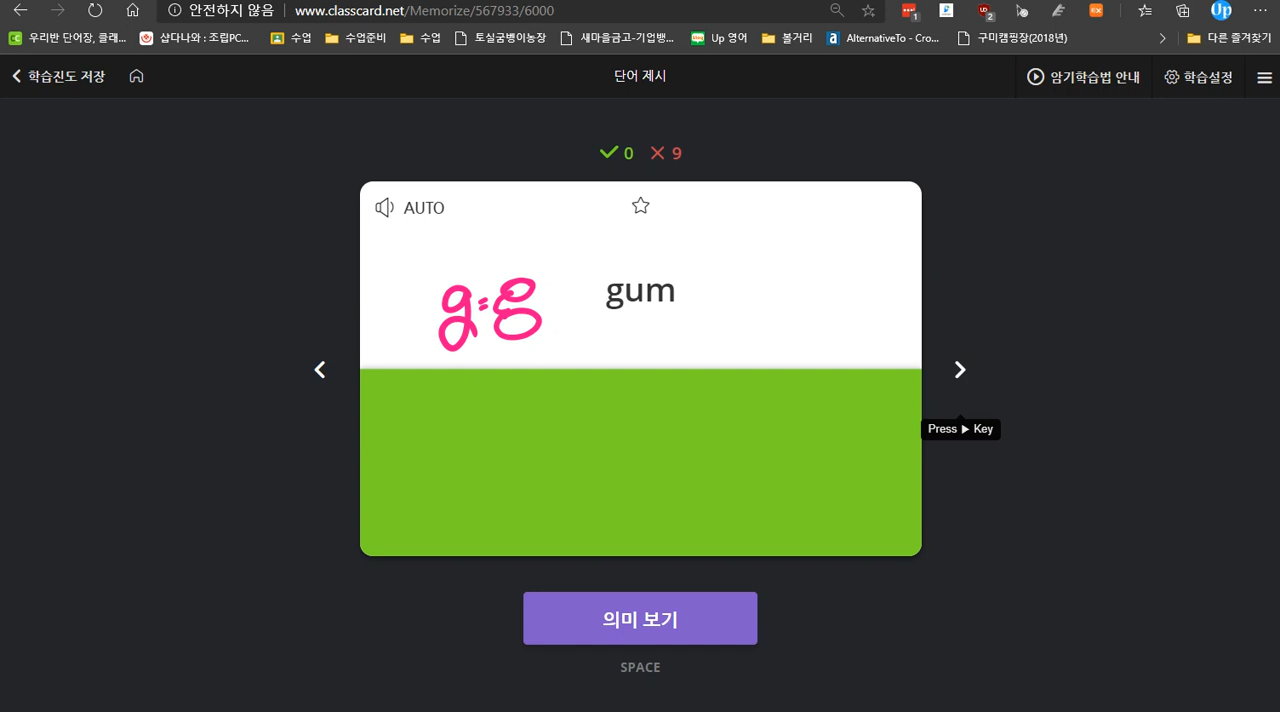 안전하지 않음 | www.classcard.net/Memorize/567933/6000
우리반 단어장, 클래... 샵다나와 : 조립PC... 수업 수업준비 수업 토실굼벵이농장 새마을금고-기업뱅... Up 영어 볼거리 AlternativeTo - Cro... 구미캠핑장(2018년) 다른 즐겨찾기
학습진도 저장 단어 제시 암기학습법 안내 학습설정
0 9
AUTO
g=g gum
Press ▶ Key
의미 보기
SPACE